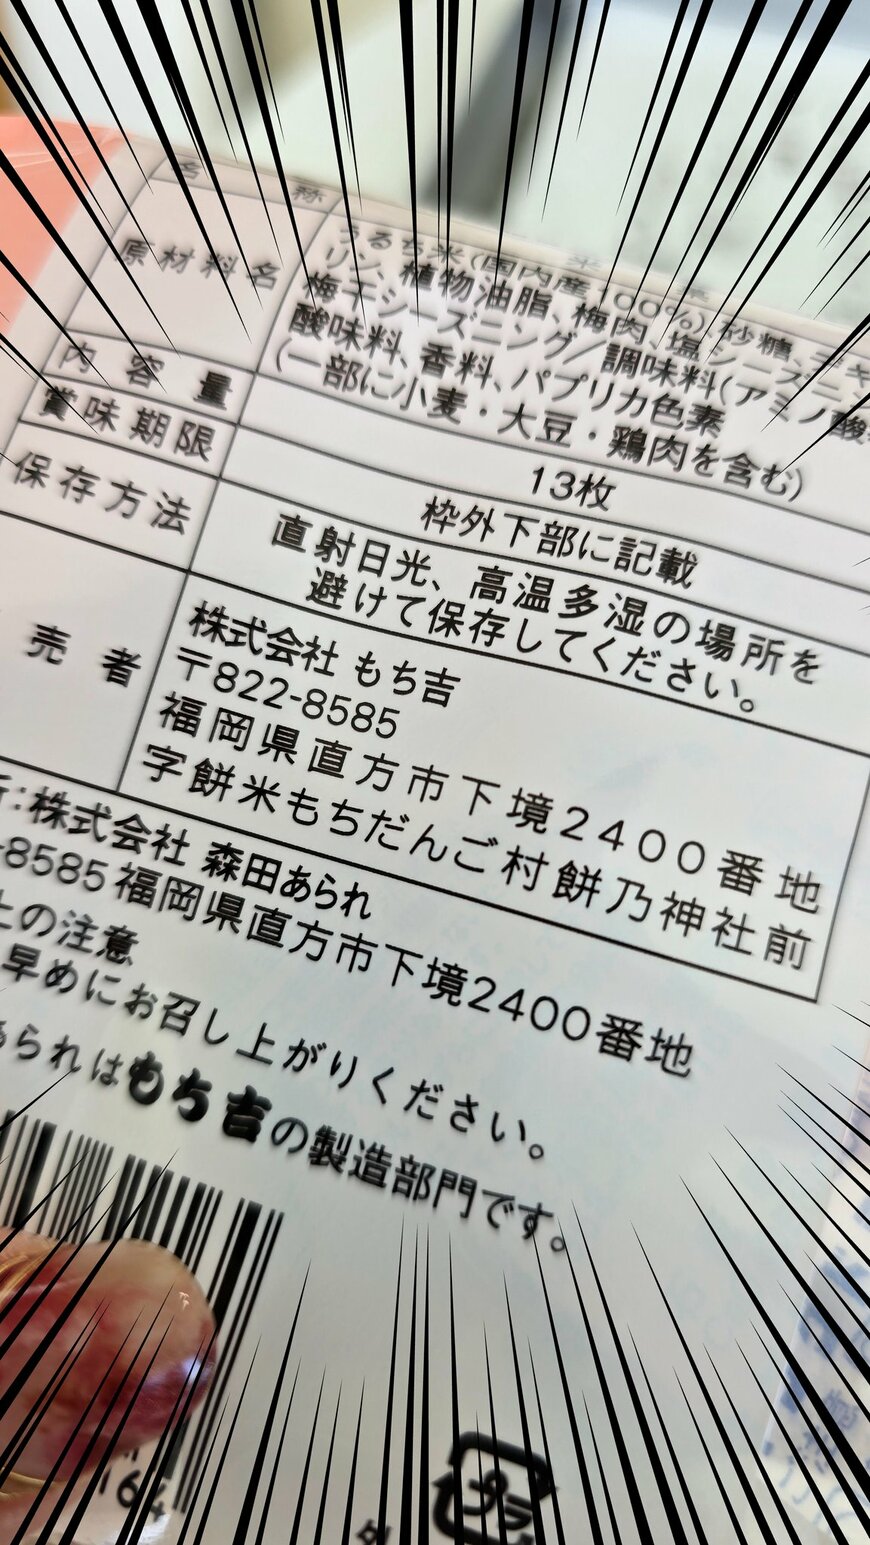 名 称
米 菓
原材料名
うるち米(国内産100%)、砂糖、デキ
リン、植物油脂、梅肉、塩シーズニ
梅エシーズニング/調味料(アミノ酸
酸味料、香料、パプリカ色素
(一部に小麦・大豆・鶏肉を含む)
内容量
13枚
賞味期限
枠外下部に記載
保存方法
直射日光、高温多湿の場所を
避けて保存してください。
売者
株式会社 もち吉
〒822-8585
福岡県直方市下境2400番地
字餅米もちだんご村餅乃神社前
所:株式会社 森田あられ
-8585 福岡県直方市下境2400番地
上の注意
早めにお召し上がりください。
あられはもち吉の製造部門です。
164
外
プラ